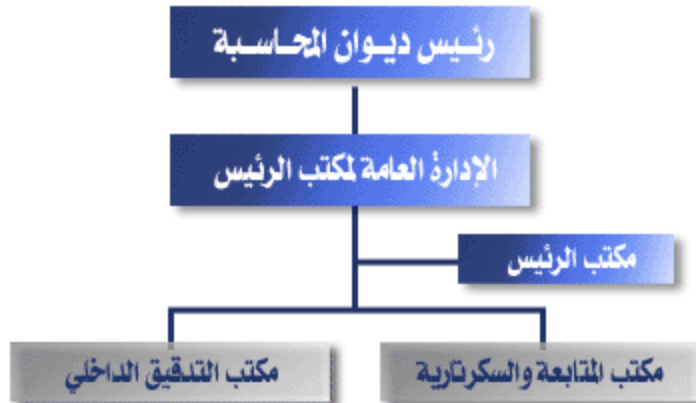 رئيس ديوان المحاسبة
الإدارة العامة لمكتب الرئيس
مكتب الرئيس
مكتب المتابعة والسكرتارية
مكتب التدقيق الداخلي